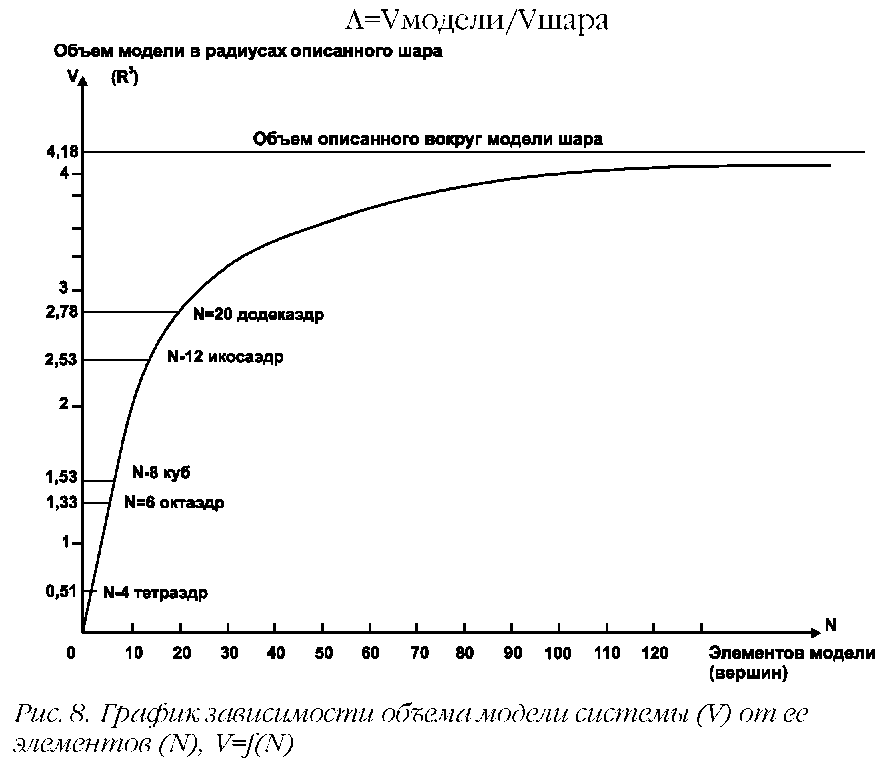 Λ=Vмодели/Vшара
Объем модели в радиусах описанного шара
V (R³)
Объем описанного вокруг модели шара
4,18
4
3
2,78
N=20 додеказдр
2,53
N-12 икосаздр
2
1,53
N-8 куб
1,33
N=6 октаздр
1
0,51
N-4 тетраздр
N
0 10 20 30 40 50 60 70 80 90 100 110 120 Элементов модели
(вершин)
Рис. 8. График зависимости объема модели системы (V) от ее
элементов (N), V=f(N)